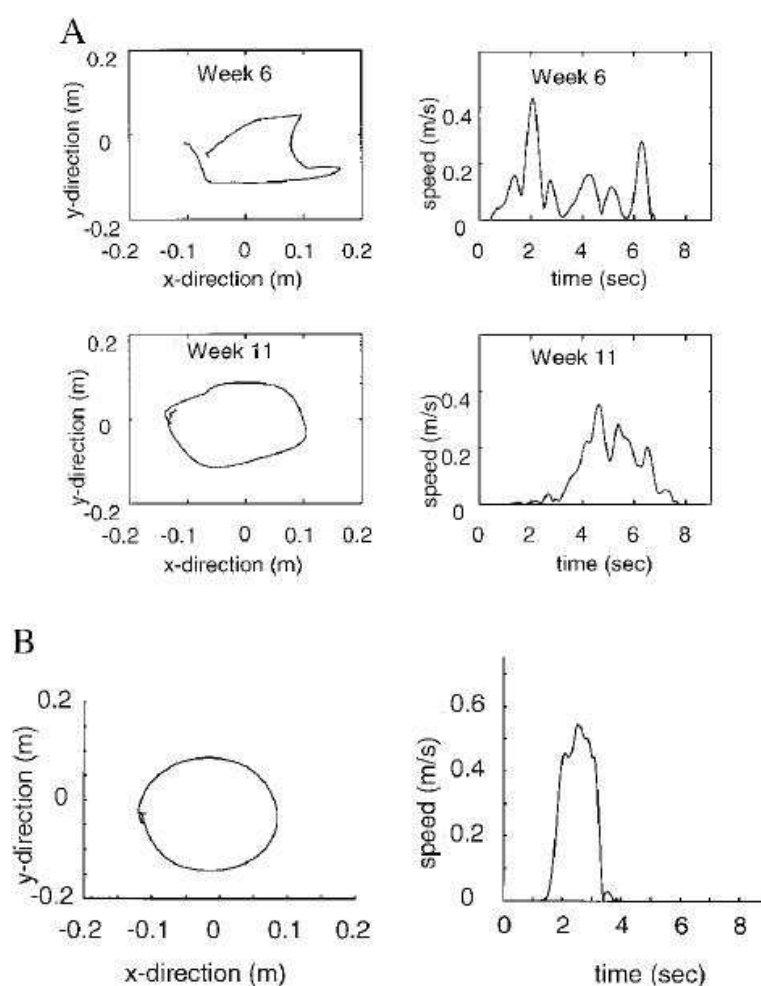 A
0.2
Week 6
y-direction (m)
0
-0.2
-0.2 -0.1 0 0.1 0.2
x-direction (m)
Week 6
speed (m/s)
0.4
0.2
0
0 2 4 6 8
time (sec)
0.2
Week 11
y-direction (m)
0
-0.2
-0.2 -0.1 0 0.1 0.2
x-direction (m)
Week 11
speed (m/s)
0.4
0.2
0
0 2 4 6 8
time (sec)
B
0.2
y-direction (m)
0
-0.2
-0.2 -0.1 0 0.1 0.2
x-direction (m)
speed (m/s)
0.6
0.4
0.2
0
0 2 4 6 8
time (sec)